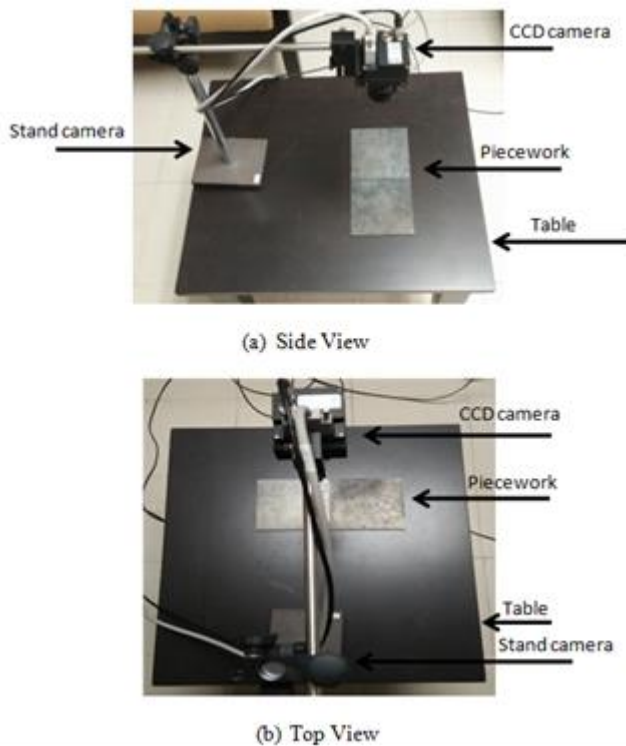 CCD camera
Stand camera
Piecework
Table
(a) Side View
CCD camera
Piecework
Table
Stand camera
(b) Top View